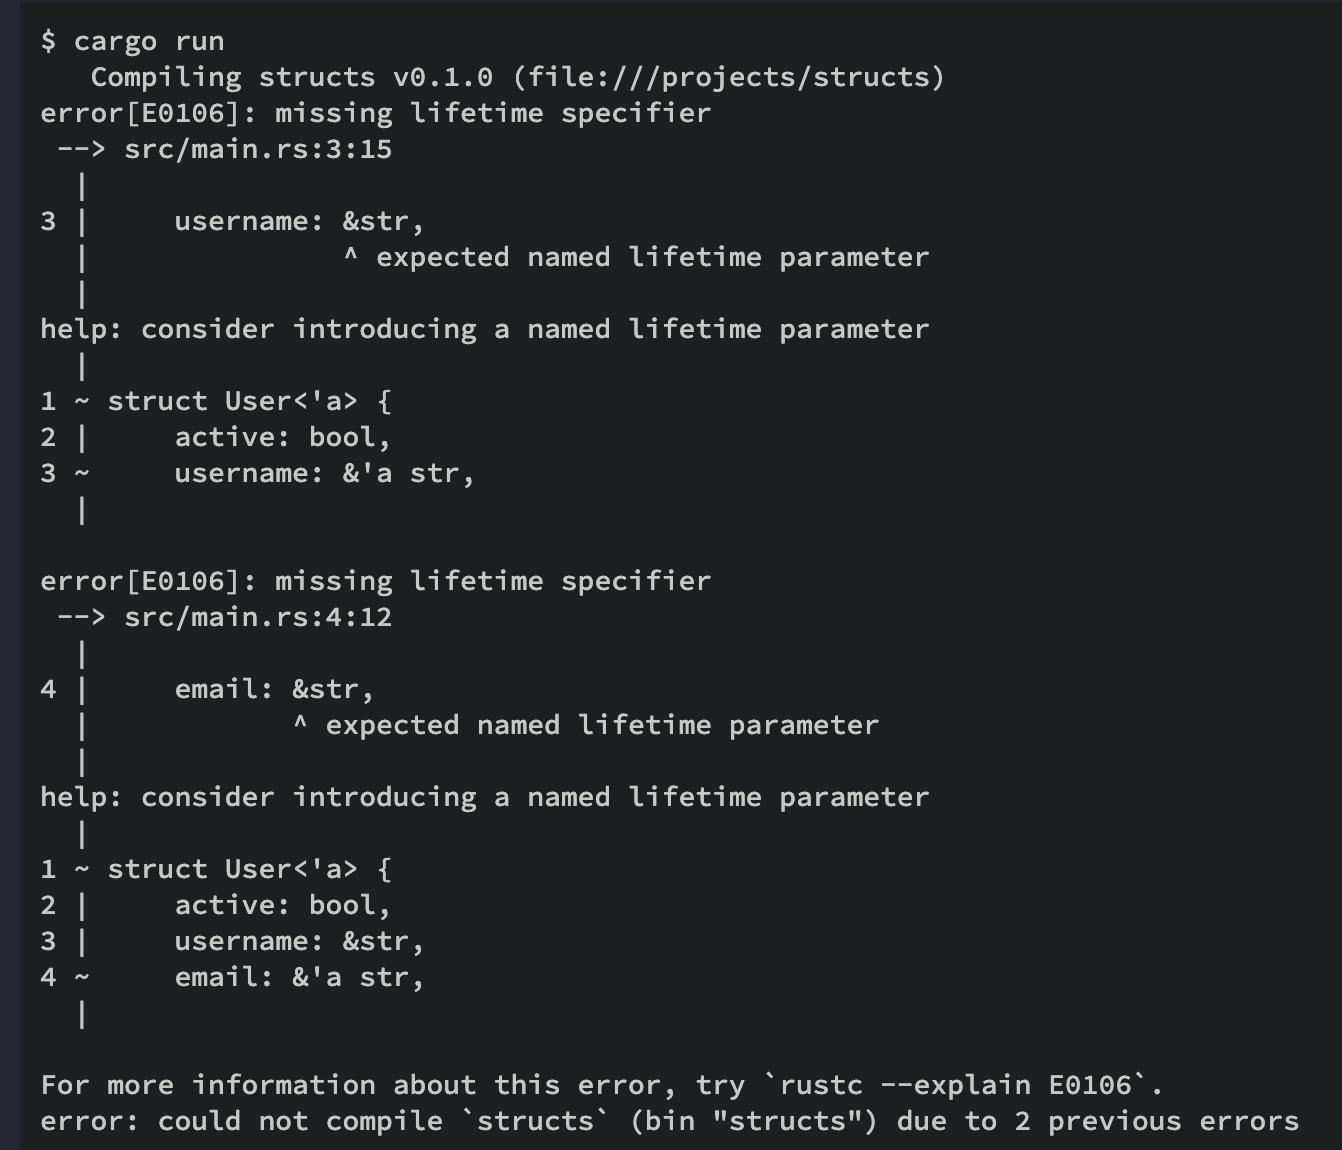 $ cargo run
   Compiling structs v0.1.0 (file:///projects/structs)
error[E0106]: missing lifetime specifier
 --> src/main.rs:3:15
  |
3 |     username: &str,
  |               ^ expected named lifetime parameter
  |
help: consider introducing a named lifetime parameter
  |
1 ~ struct User<'a> {
2 |     active: bool,
3 ~     username: &'a str,
  |

error[E0106]: missing lifetime specifier
 --> src/main.rs:4:12
  |
4 |     email: &str,
  |            ^ expected named lifetime parameter
  |
help: consider introducing a named lifetime parameter
  |
1 ~ struct User<'a> {
2 |     active: bool,
3 |     username: &str,
4 ~     email: &'a str,
  |

For more information about this error, try `rustc --explain E0106`.
error: could not compile `structs` (bin "structs") due to 2 previous errors